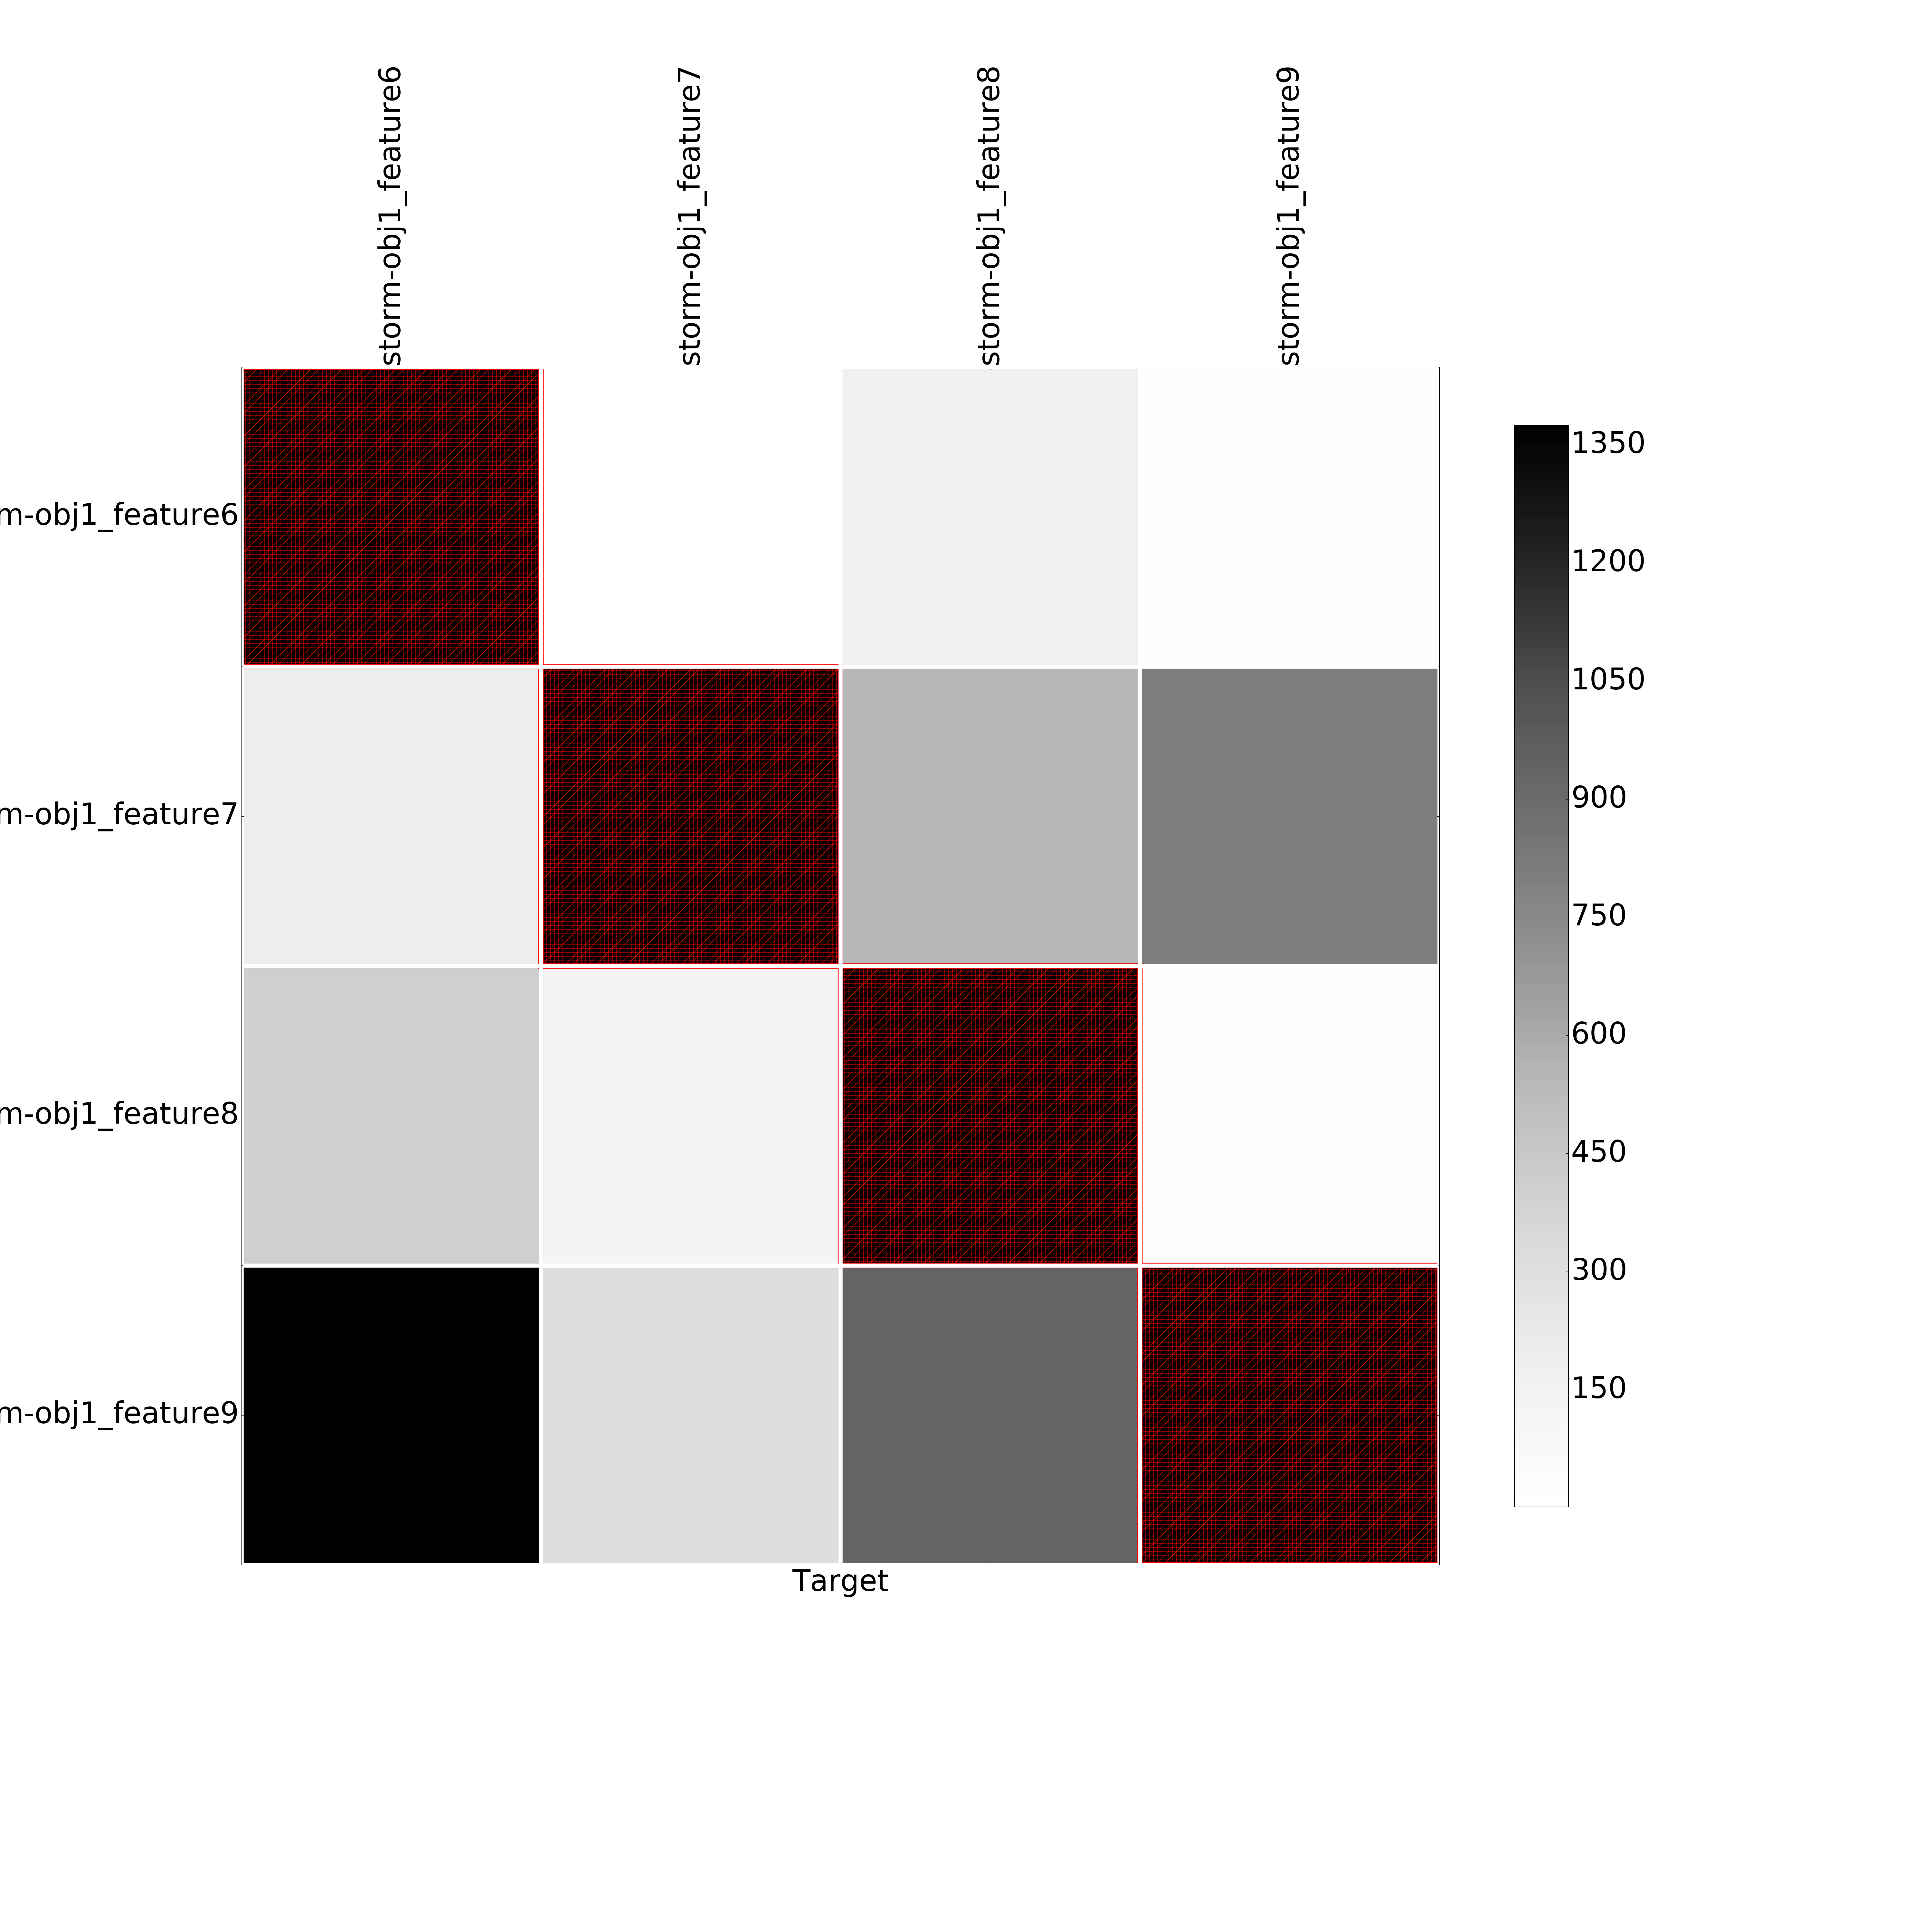 storm-obj1_feature6
storm-obj1_feature7
storm-obj1_feature8
storm-obj1_feature9
m-obj1_feature6
m-obj1_feature7
m-obj1_feature8
m-obj1_feature9
1350
1200
1050
900
750
600
450
300
150
Target